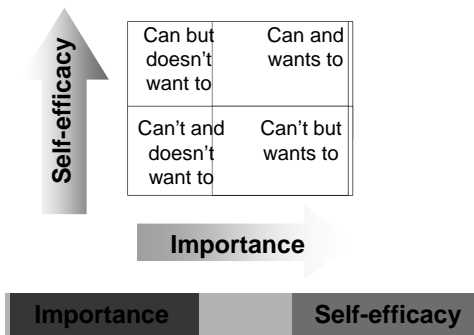 Can but
doesn't
want to
Can and
wants to
Can't and
doesn't
want to
Can't but
wants to
Self-efficacy
Importance
Importance
Self-efficacy